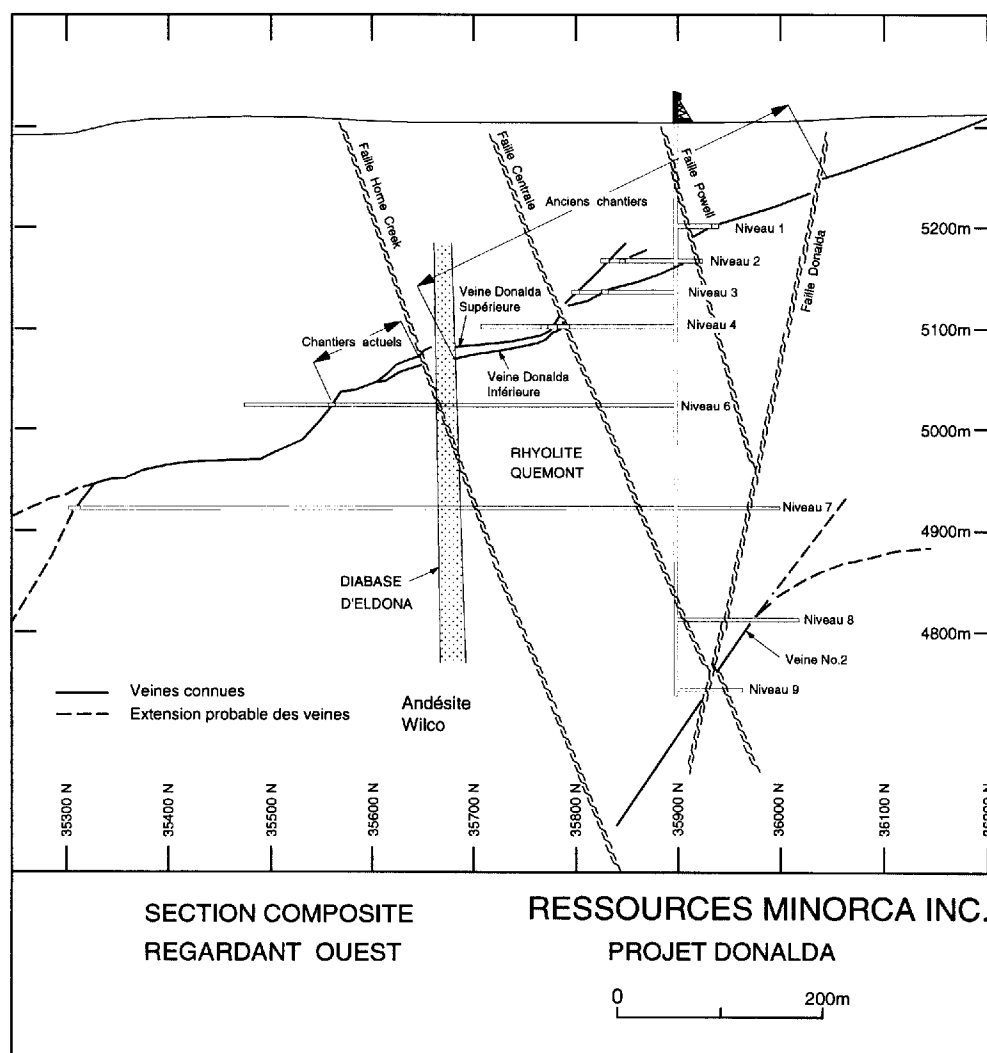 Faille Horne Creek
Faille Centrale
Faille Powell
Faille Donalda
Anciens chantiers
Niveau 1
5200m
Niveau 2
Niveau 3
Veine Donalda
Supérieure
Niveau 4
5100m
Chantiers actuels
Veine Donalda
Inférieure
Niveau 6
5000m
RHYOLITE
QUEMONT
Niveau 7
4900m
DIABASE
D'ELDONA
Niveau 8
4800m
Veine No.2
Niveau 9
Veines connues
Extension probable des veines
Andésite
Wilco
35300 N
35400 N
35500 N
35600 N
35700 N
35800 N
35900 N
36000 N
36100 N
SECTION COMPOSITE
REGARDANT OUEST
RESSOURCES MINORCA INC.
PROJET DONALDA
0 200m